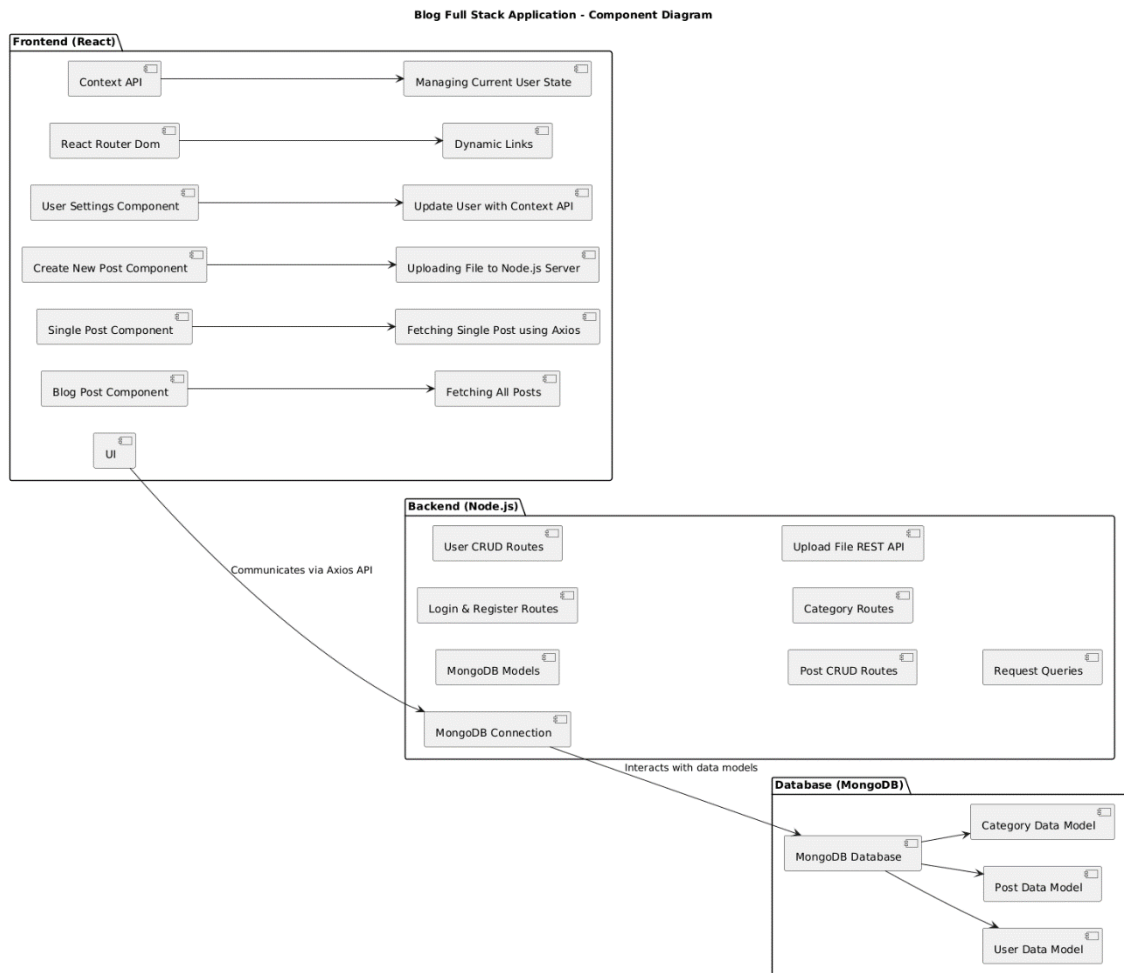 Blog Full Stack Application - Component Diagram
Frontend (React)
Context API
Managing Current User State
React Router Dom
Dynamic Links
User Settings Component
Update User with Context API
Create New Post Component
Uploading File to Node.js Server
Single Post Component
Fetching Single Post using Axios
Blog Post Component
Fetching All Posts
UI
Communicates via Axios API
Backend (Node.js)
User CRUD Routes
Upload File REST API
Login & Register Routes
Category Routes
MongoDB Models
Post CRUD Routes
Request Queries
MongoDB Connection
Interacts with data models
Database (MongoDB)
Category Data Model
MongoDB Database
Post Data Model
User Data Model